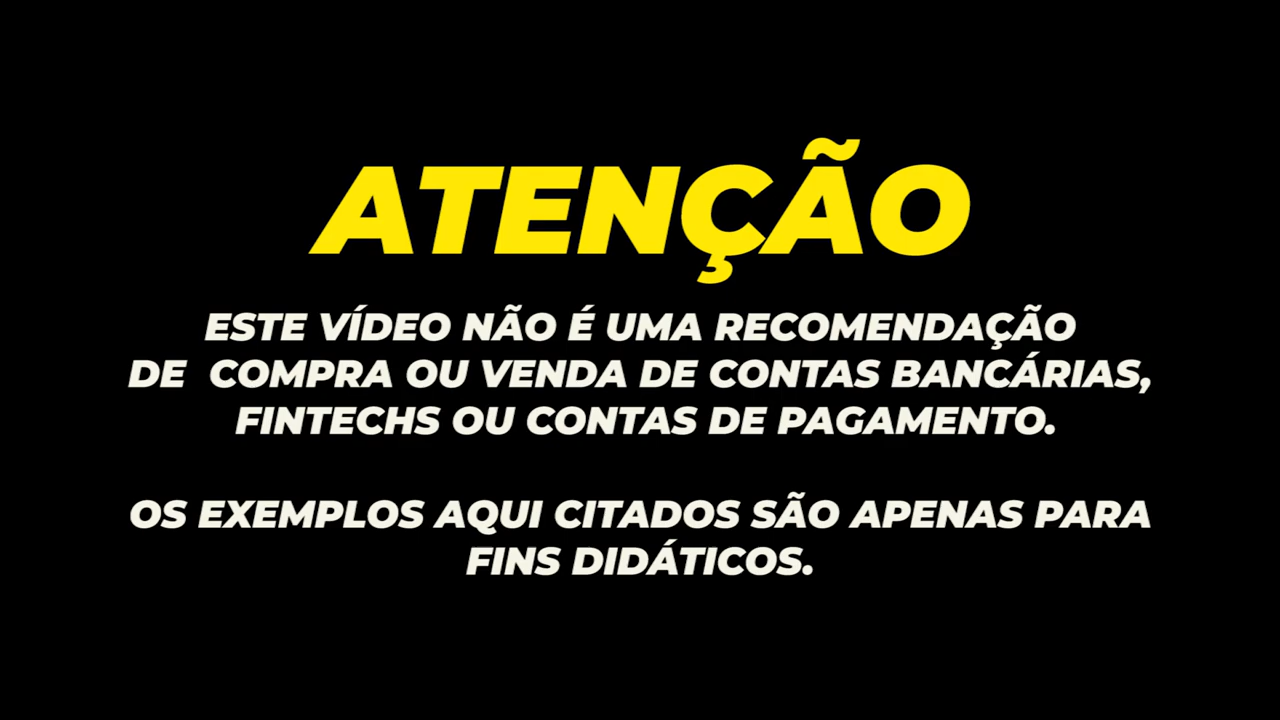 ATENÇÃO
ESTE VÍDEO NÃO É UMA RECOMENDAÇÃO
DE COMPRA OU VENDA DE CONTAS BANCÁRIAS,
FINTECHS OU CONTAS DE PAGAMENTO.
OS EXEMPLOS AQUI CITADOS SÃO APENAS PARA
FINS DIDÁTICOS.